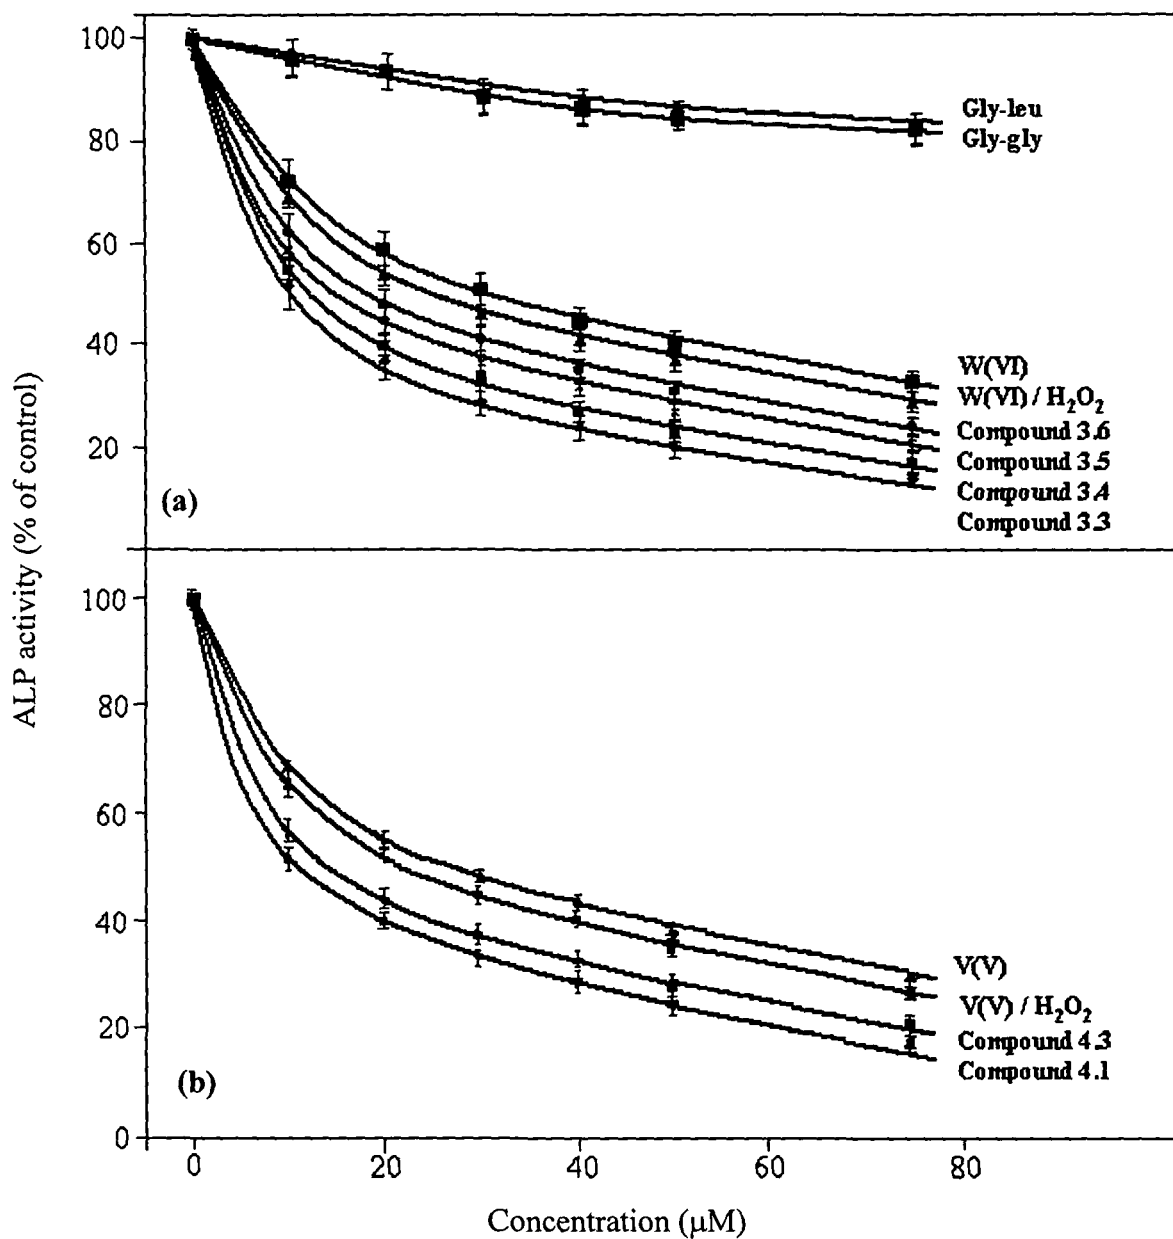 ALP activity (% of control)
100
80
60
40
20
(a)
Gly-leu
Gly-gly
W(VI)
W(VI) / H₂O₂
Compound 3.6
Compound 3.5
Compound 3.4
Compound 3.3
100
80
60
40
20
0
(b)
V(V)
V(V) / H₂O₂
Compound 4.3
Compound 4.1
0 20 40 60 80
Concentration (μM)